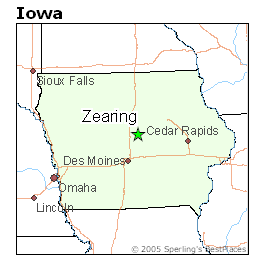 Iowa
Sioux Falls
Zearing
Cedar Rapids
Des Moines
Omaha
Lincoln
© 2005 Sperling's BestPlaces